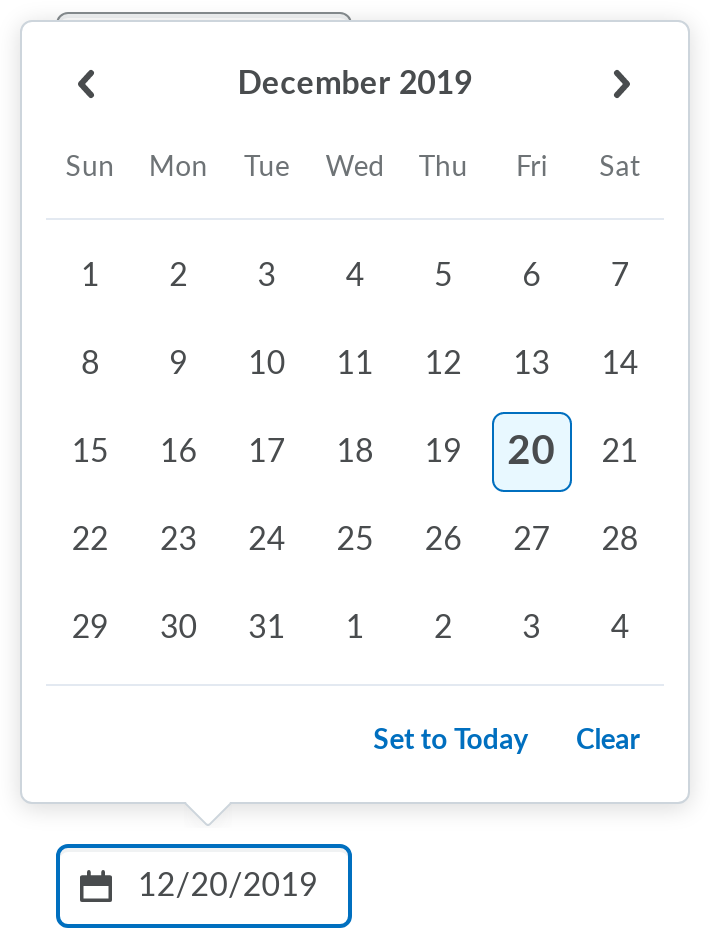 December 2019
Sun Mon Tue Wed Thu Fri Sat
1 2 3 4 5 6 7
8 9 10 11 12 13 14
15 16 17 18 19 20 21
22 23 24 25 26 27 28
29 30 31 1 2 3 4
Set to Today Clear
12/20/2019